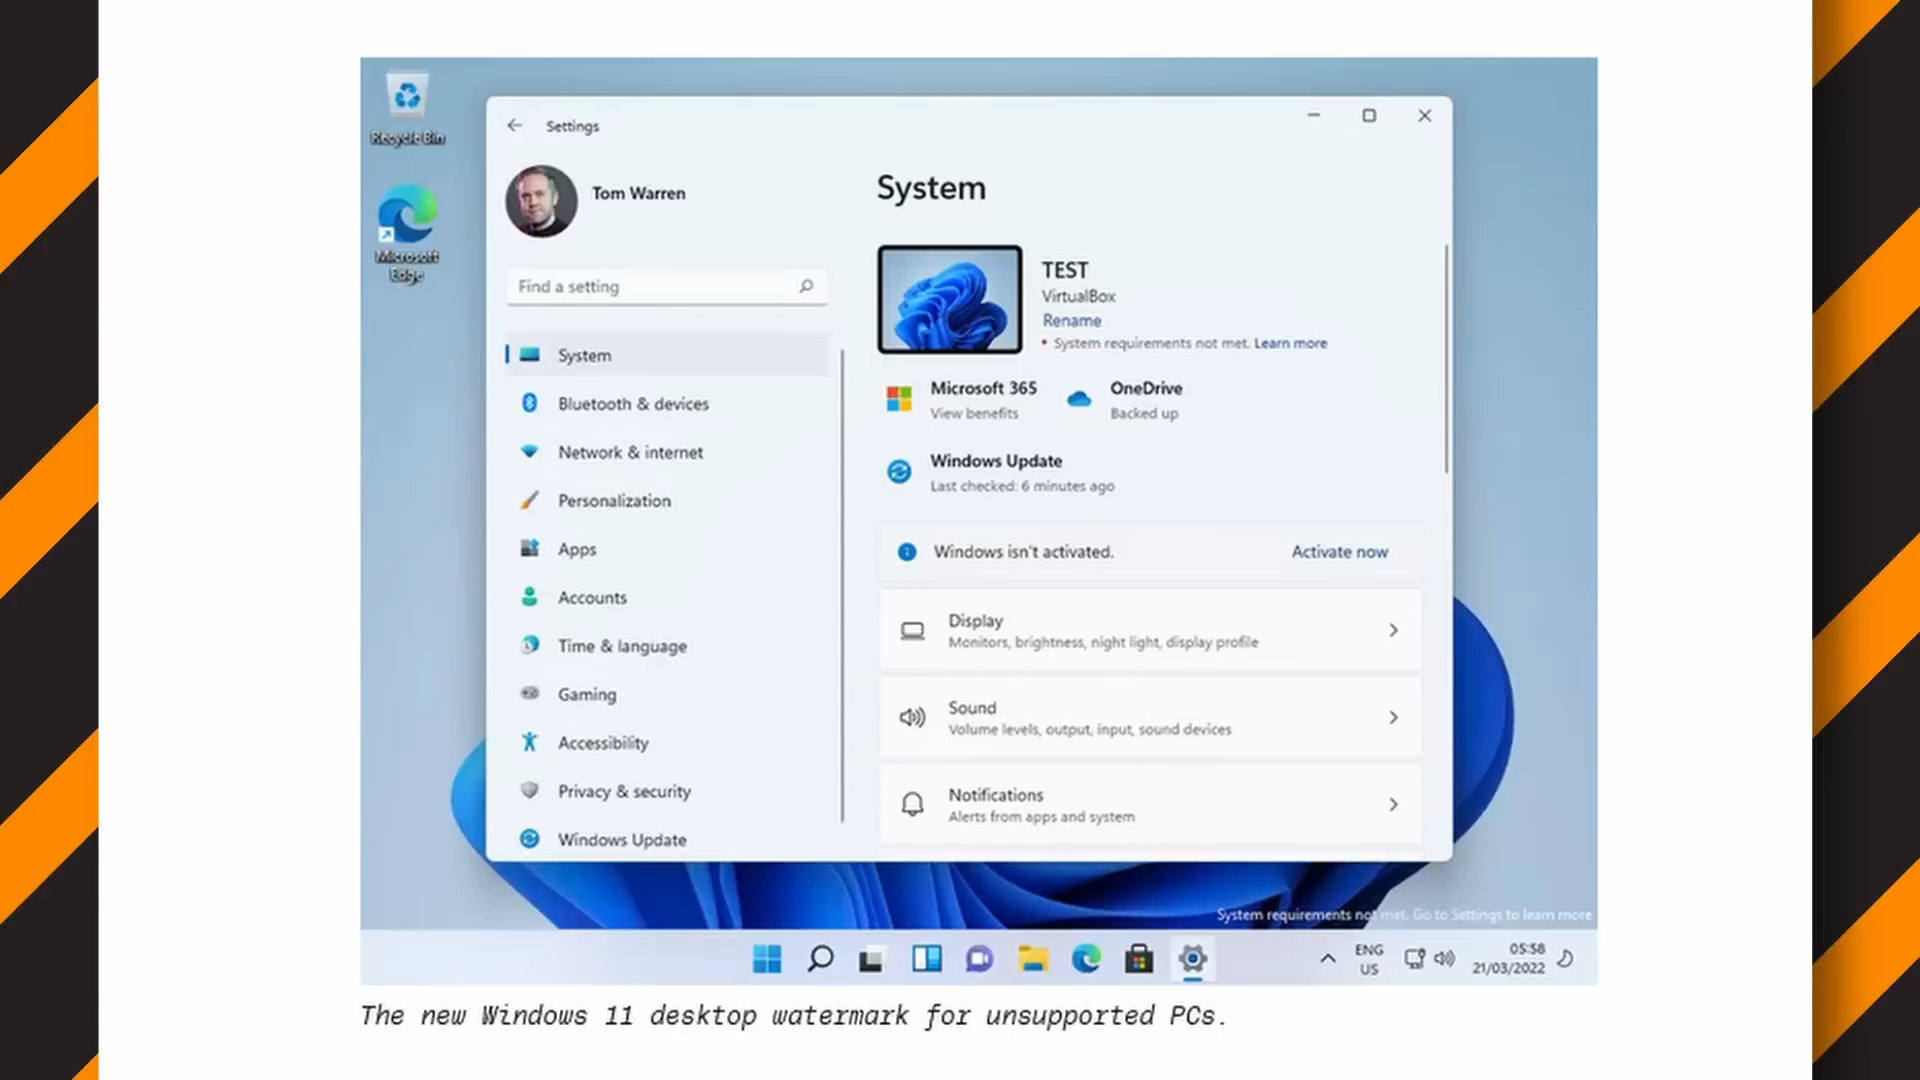 Recycle Bin
Microsoft
Edge
Settings
Tom Warren
Find a setting
System
Bluetooth & devices
Network & internet
Personalization
Apps
Accounts
Time & language
Gaming
Accessibility
Privacy & security
Windows Update
System
TEST
VirtualBox
Rename
• System requirements not met. Learn more
Microsoft 365
View benefits
OneDrive
Backed up
Windows Update
Last checked: 6 minutes ago
Windows isn't activated.
Activate now
Display
Monitors, brightness, night light, display profile
Sound
Volume levels, output, input, sound devices
Notifications
Alerts from apps and system
System requirements not met. Go to Settings to learn more
ENG
US
05:58
21/03/2022
The new Windows 11 desktop watermark for unsupported PCs.